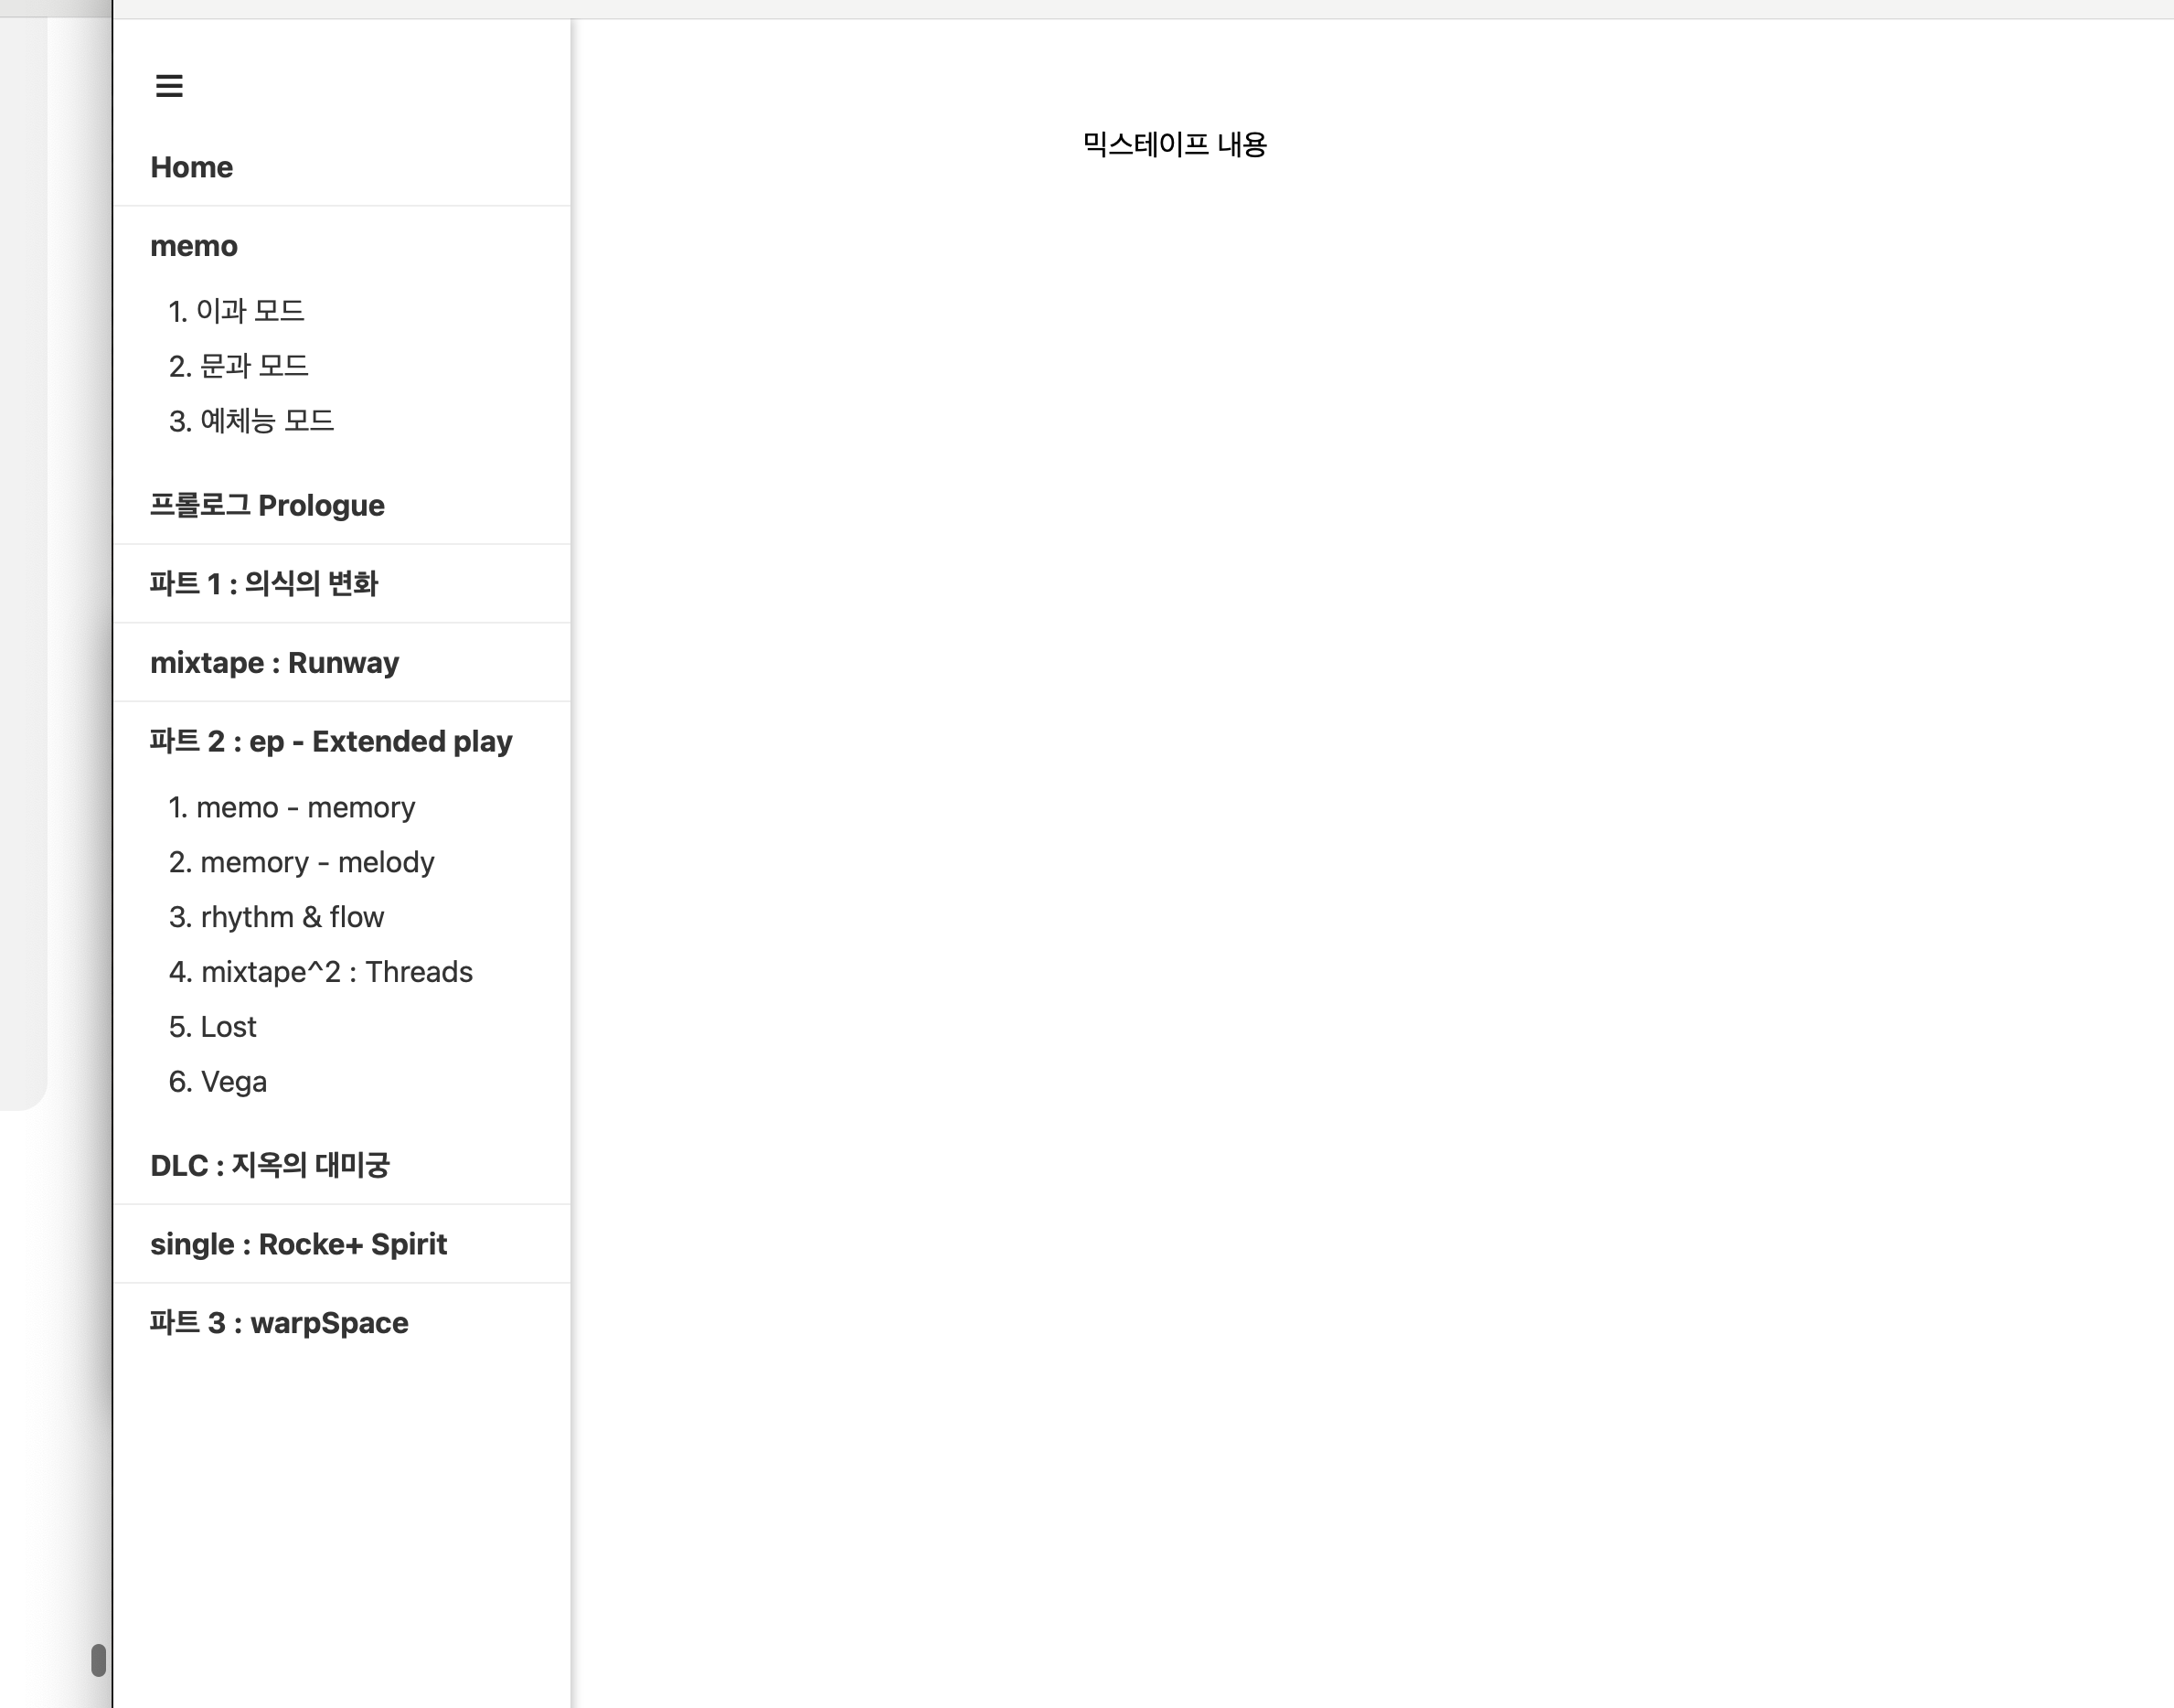 Home
memo
1. 이과 모드
2. 문과 모드
3. 예체능 모드
프롤로그 Prologue
파트 1 : 의식의 변화
mixtape : Runway
파트 2 : ep - Extended play
1. memo - memory
2. memory - melody
3. rhythm & flow
4. mixtape^2 : Threads
5. Lost
6. Vega
DLC : 지옥의 대미궁
single : Rocke+ Spirit
파트 3 : warpSpace
믹스테이프 내용